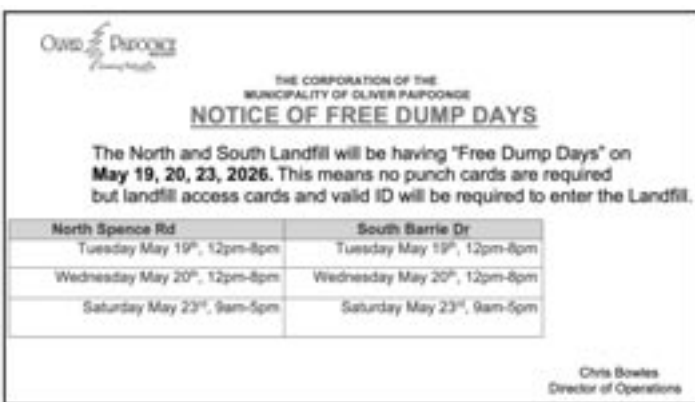 OLIVER PAIPOONGE
THE CORPORATION OF THE
MUNICIPALITY OF OLIVER PAIPOONGE
NOTICE OF FREE DUMP DAYS
The North and South Landfill will be having "Free Dump Days" on
May 19, 20, 23, 2026. This means no punch cards are required
but landfill access cards and valid ID will be required to enter the Landfill.
North Spence Rd South Barrie Dr
Tuesday May 19th, 12pm-8pm Tuesday May 19th, 12pm-8pm
Wednesday May 20th, 12pm-8pm Wednesday May 20th, 12pm-8pm
Saturday May 23rd, 9am-5pm Saturday May 23rd, 9am-5pm
Chris Bowles
Director of Operations